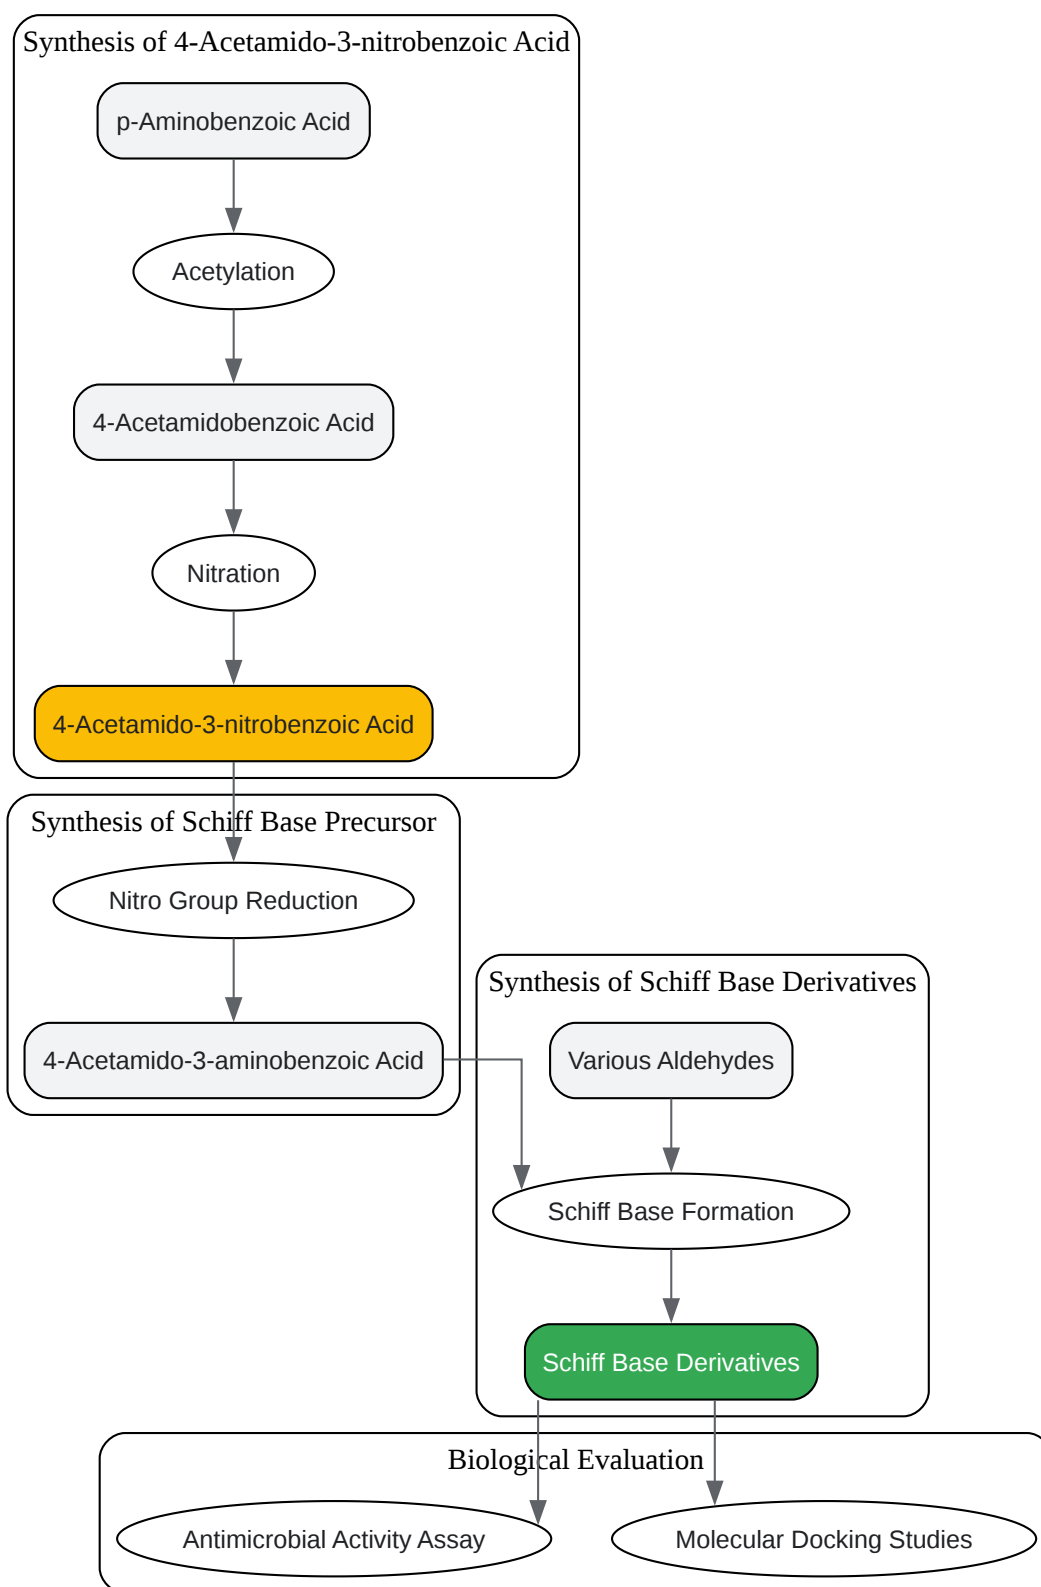 Synthesis of 4-Acetamido-3-nitrobenzoic Acid
p-Aminobenzoic Acid
Acetylation
4-Acetamidobenzoic Acid
Nitration
4-Acetamido-3-nitrobenzoic Acid
Synthesis of Schiff Base Precursor
Nitro Group Reduction
4-Acetamido-3-aminobenzoic Acid
Synthesis of Schiff Base Derivatives
Various Aldehydes
Schiff Base Formation
Schiff Base Derivatives
Biological Evaluation
Antimicrobial Activity Assay
Molecular Docking Studies